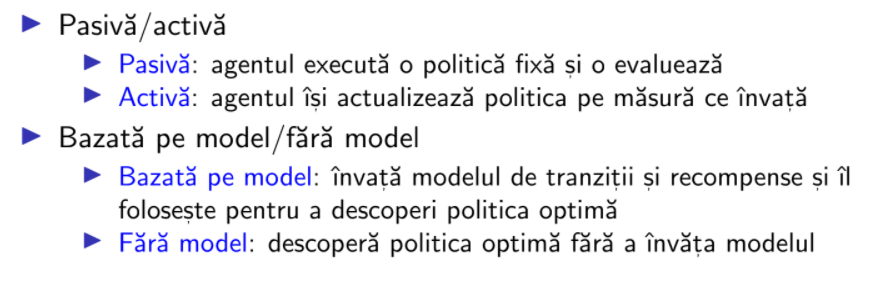 Pasivă/activă
Pasivă: agentul execută o politică fixă și o evaluează
Activă: agentul își actualizează politica pe măsură ce învață
Bazată pe model/fără model
Bazată pe model: învață modelul de tranziții și recompense și îl
folosește pentru a descoperi politica optimă
Fără model: descoperă politica optimă fără a învăța modelul